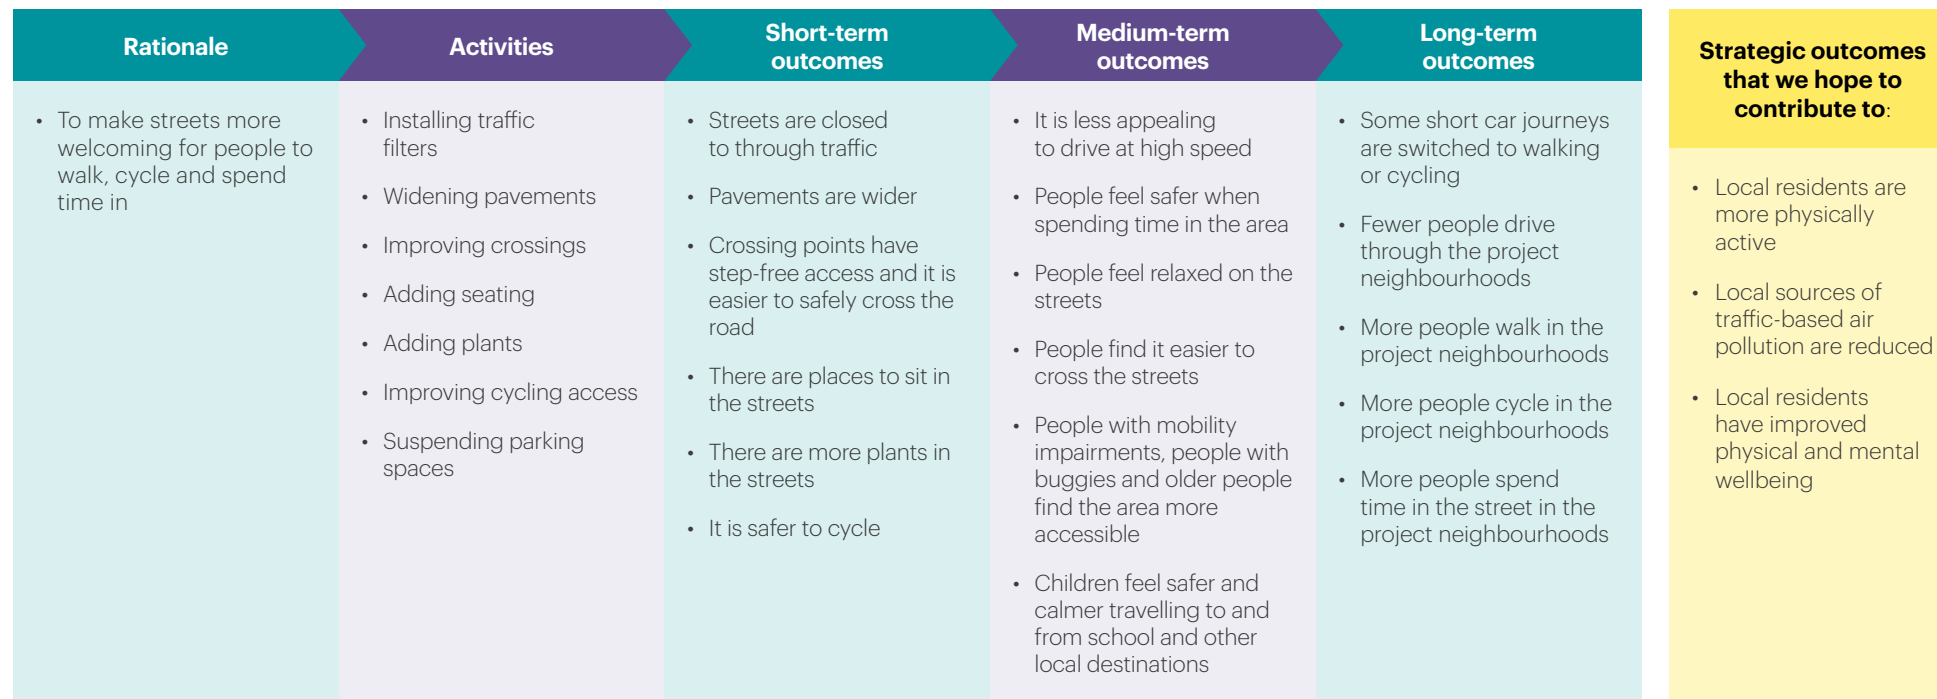 Rationale
• To make streets more
welcoming for people to
walk, cycle and spend
time in
Activities
• Installing traffic
filters
• Widening pavements
• Improving crossings
• Adding seating
• Adding plants
• Improving cycling access
• Suspending parking
spaces
Short-term
outcomes
• Streets are closed
to through traffic
• Pavements are wider
• Crossing points have
step-free access and it is
easier to safely cross the
road
• There are places to sit in
the streets
• There are more plants in
the streets
• It is safer to cycle
Medium-term
outcomes
• It is less appealing
to drive at high speed
• People feel safer when
spending time in the area
• People feel relaxed on the
streets
• People find it easier to
cross the streets
• People with mobility
impairments, people with
buggies and older people
find the area more
accessible
• Children feel safer and
calmer travelling to and
from school and other
local destinations
Long-term
outcomes
• Some short car journeys
are switched to walking
or cycling
• Fewer people drive
through the project
neighbourhoods
• More people walk in the
project neighbourhoods
• More people cycle in the
project neighbourhoods
• More people spend
time in the street in the
project neighbourhoods
Strategic outcomes
that we hope to
contribute to:
• Local residents are
more physically
active
• Local sources of
traffic-based air
pollution are reduced
• Local residents
have improved
physical and mental
wellbeing